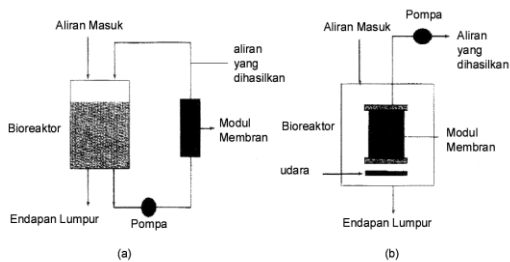 Aliran Masuk
aliran
yang
dihasilkan
Bioreaktor
Modul
Membran
Endapan Lumpur
Pompa
(a)
Pompa
Aliran Masuk
Aliran
yang
dihasilkan
Bioreaktor
Modul
Membran
udara
Endapan Lumpur
(b)